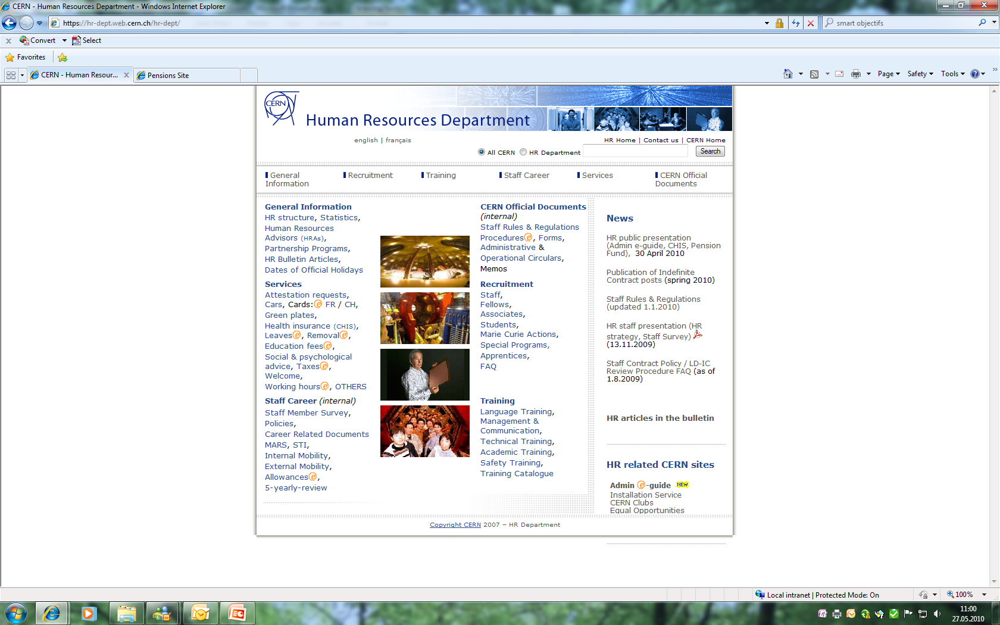 CERN - Human Resources Department - Windows Internet Explorer
https://hr-dept.web.cern.ch/hr-dept/
smart objectifs
Convert
Select
Favorites
CERN - Human Resour...
Pensions Site
Page
Safety
Tools
CERN
Human Resources Department
english | français
HR Home | Contact us | CERN Home
All CERN
HR Department
Search
General
Information
Recruitment
Training
Staff Career
Services
CERN Official
Documents
General Information
HR structure, Statistics,
Human Resources
Advisors (HRAs),
Partnership Programs,
HR Bulletin Articles,
Dates of Official Holidays
Services
Attestation requests,
Cars, Cards:e FR / CH,
Green plates,
Health insurance (CHIS),
Leavese, Removale,
Education feese,
Social & psychological
advice, Taxese,
Welcome,
Working hourse, OTHERS
Staff Career (internal)
Staff Member Survey,
Policies,
Career Related Documents
MARS, STI,
Internal Mobility,
External Mobility,
Allowancese,
5-yearly-review
CERN Official Documents
(internal)
Staff Rules & Regulations
Procedurese, Forms,
Administrative &
Operational Circulars,
Memos
Recruitment
Staff,
Fellows,
Associates,
Students,
Marie Curie Actions,
Special Programs,
Apprentices,
FAQ
Training
Language Training,
Management &
Communication,
Technical Training,
Academic Training,
Safety Training,
Training Catalogue
News
HR public presentation
(Admin e-guide, CHIS, Pension
Fund), 30 April 2010
Publication of Indefinite
Contract posts (spring 2010)
Staff Rules & Regulations
(updated 1.1.2010)
HR staff presentation (HR
strategy, Staff Survey)
(13.11.2009)
Staff Contract Policy / LD-IC
Review Procedure FAQ (as of
1.8.2009)
HR articles in the bulletin
HR related CERN sites
Admin e-guide NEW
Installation Service
CERN Clubs
Equal Opportunities
Copyright CERN 2007 – HR Department
Local intranet | Protected Mode: On
100%
11:00
27.05.2010